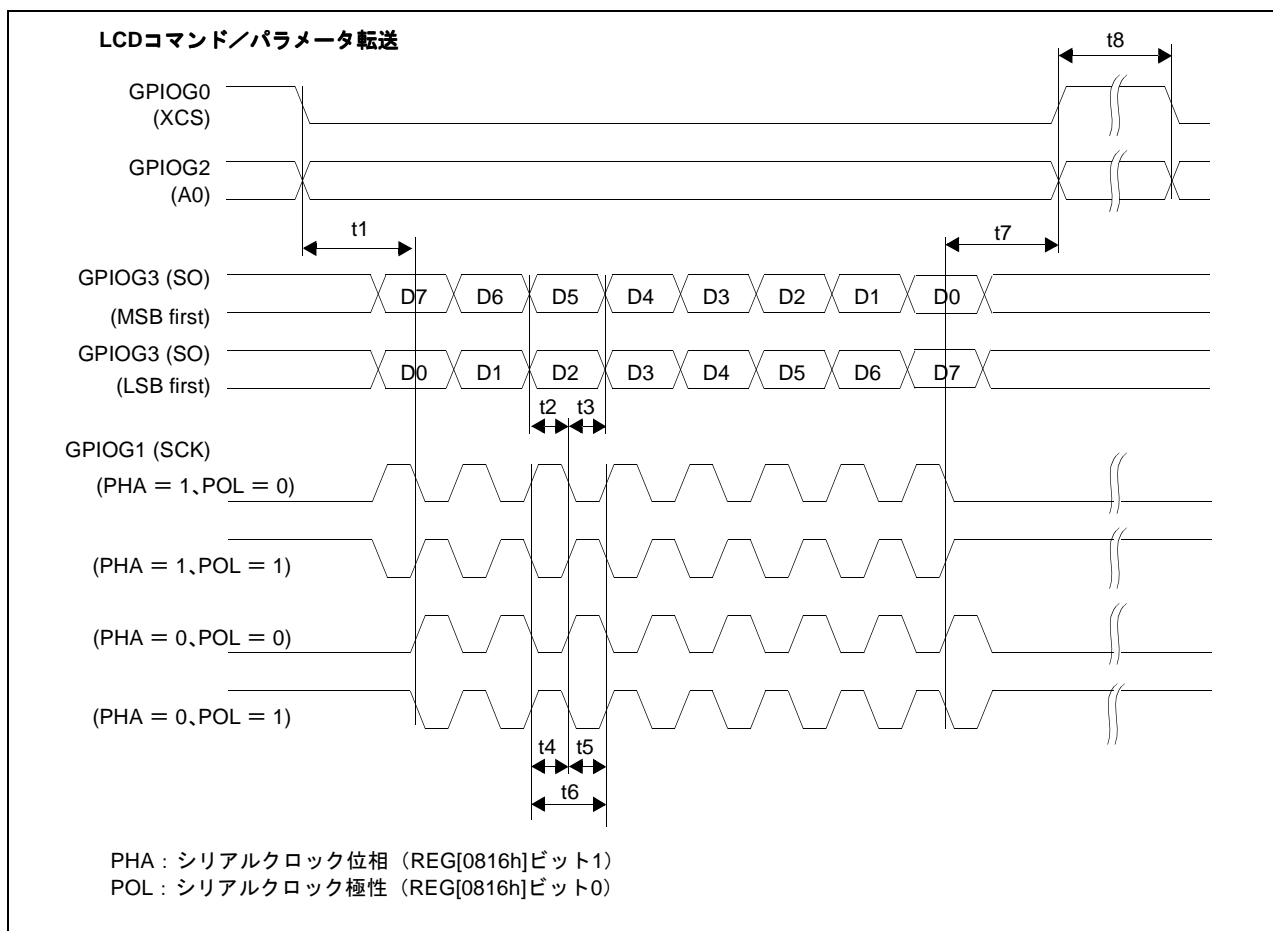 LCDコマンド／パラメータ転送
t8
GPIOG0
(XCS)
GPIOG2
(A0)
t1
t7
GPIOG3 (SO)
(MSB first)
D7 D6 D5 D4 D3 D2 D1 D0
GPIOG3 (SO)
(LSB first)
D0 D1 D2 D3 D4 D5 D6 D7
t2 t3
GPIOG1 (SCK)
(PHA = 1、POL = 0)
(PHA = 1、POL = 1)
(PHA = 0、POL = 0)
(PHA = 0、POL = 1)
t4 t5
t6
PHA：シリアルクロック位相（REG[0816h]ビット1）
POL：シリアルクロック極性（REG[0816h]ビット0）